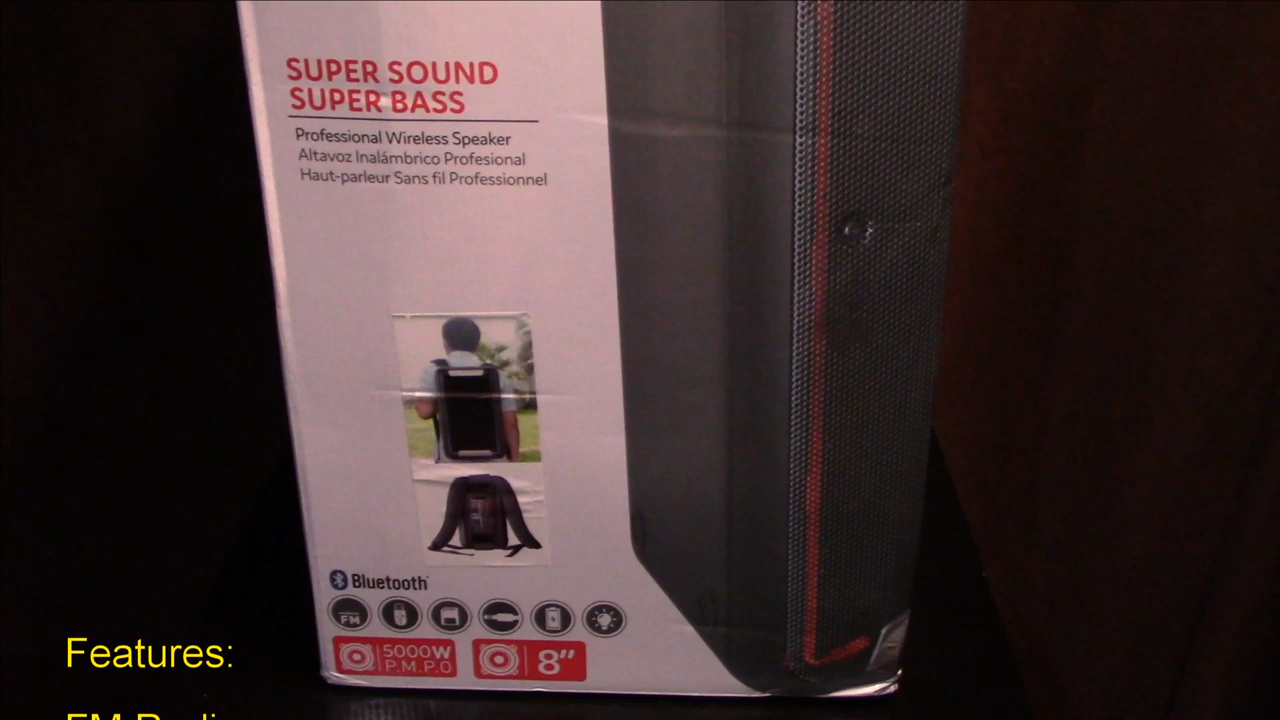 SUPER SOUND
SUPER BASS
Professional Wireless Speaker
Altavoz Inalámbrico Profesional
Haut-parleur Sans fil Professionnel
Bluetooth
FM
5000W
P.M.P.O
8"
Features:
FM